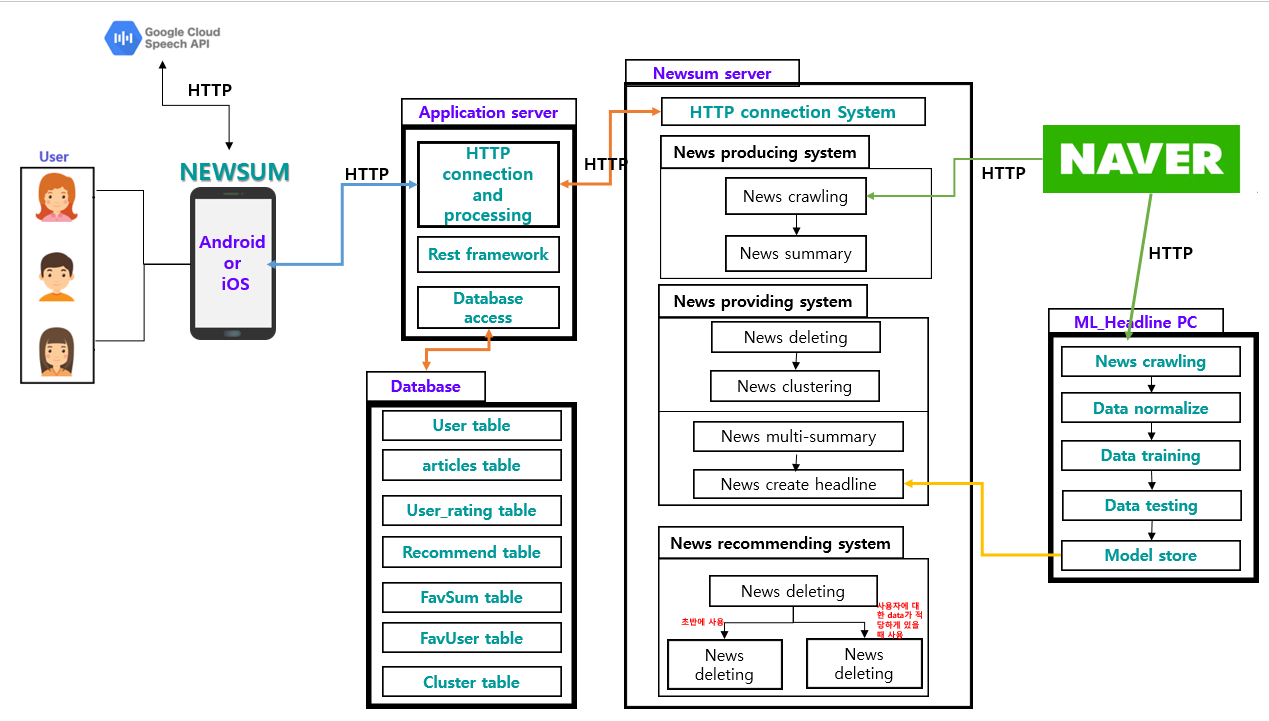 Google Cloud
Speech API
HTTP
User
NEWSUM
Android
or
iOS
HTTP
Application server
HTTP
connection
and
processing
Rest framework
Database
access
Database
User table
articles table
User_rating table
Recommend table
FavSum table
FavUser table
Cluster table
HTTP
Newsum server
HTTP connection System
News producing system
News crawling
News summary
News providing system
News deleting
News clustering
News multi-summary
News create headline
News recommending system
News deleting
초반에 사용
사용자에 대
한 data가 적
당하게 있을
때 사용
News
deleting
News
deleting
HTTP
NAVER
HTTP
ML_Headline PC
News crawling
Data normalize
Data training
Data testing
Model store